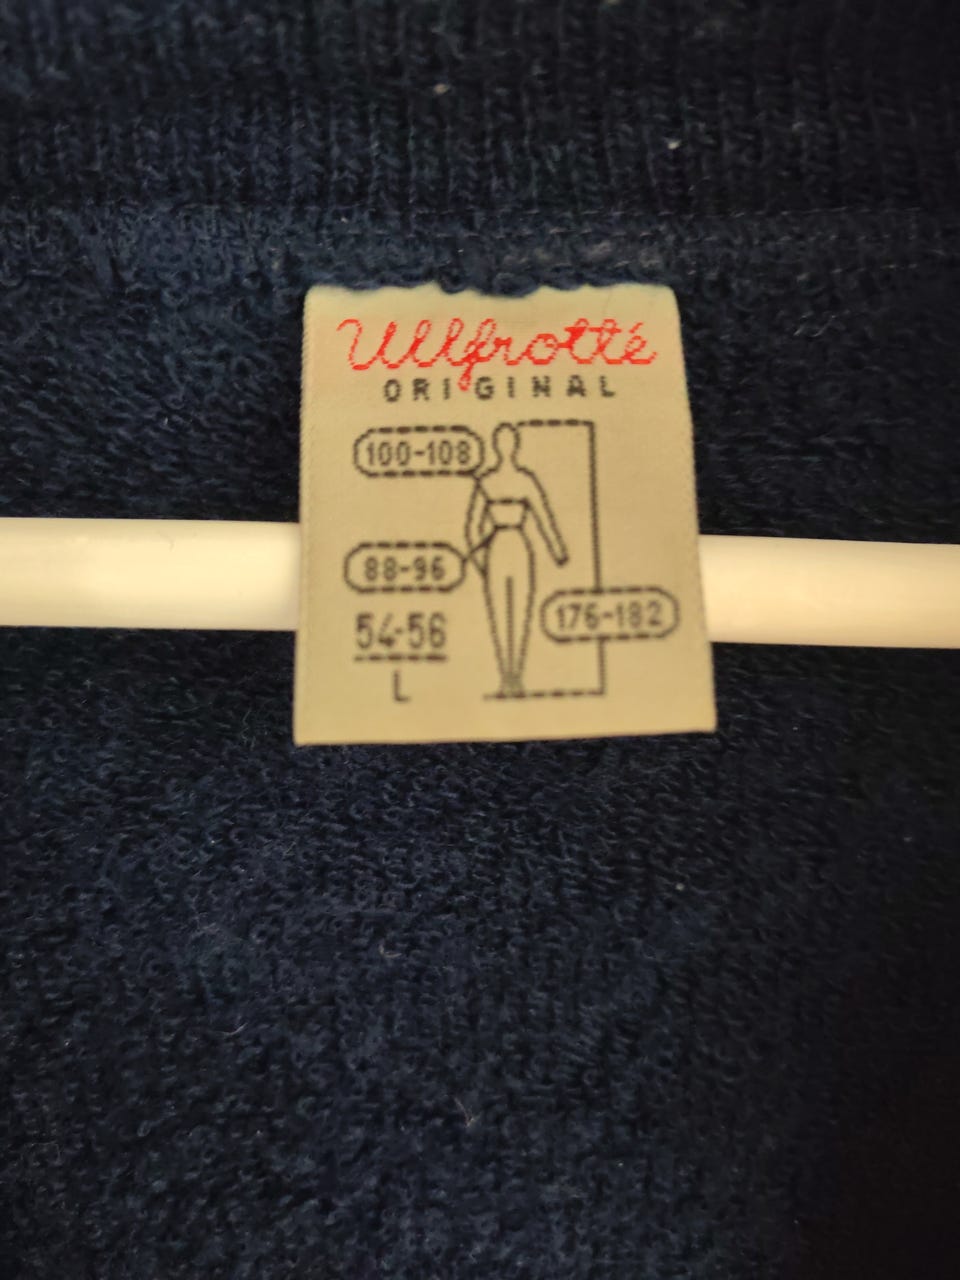 Ullfrotté
ORIGINAL
100-108
88-96
176-182
54-56
L